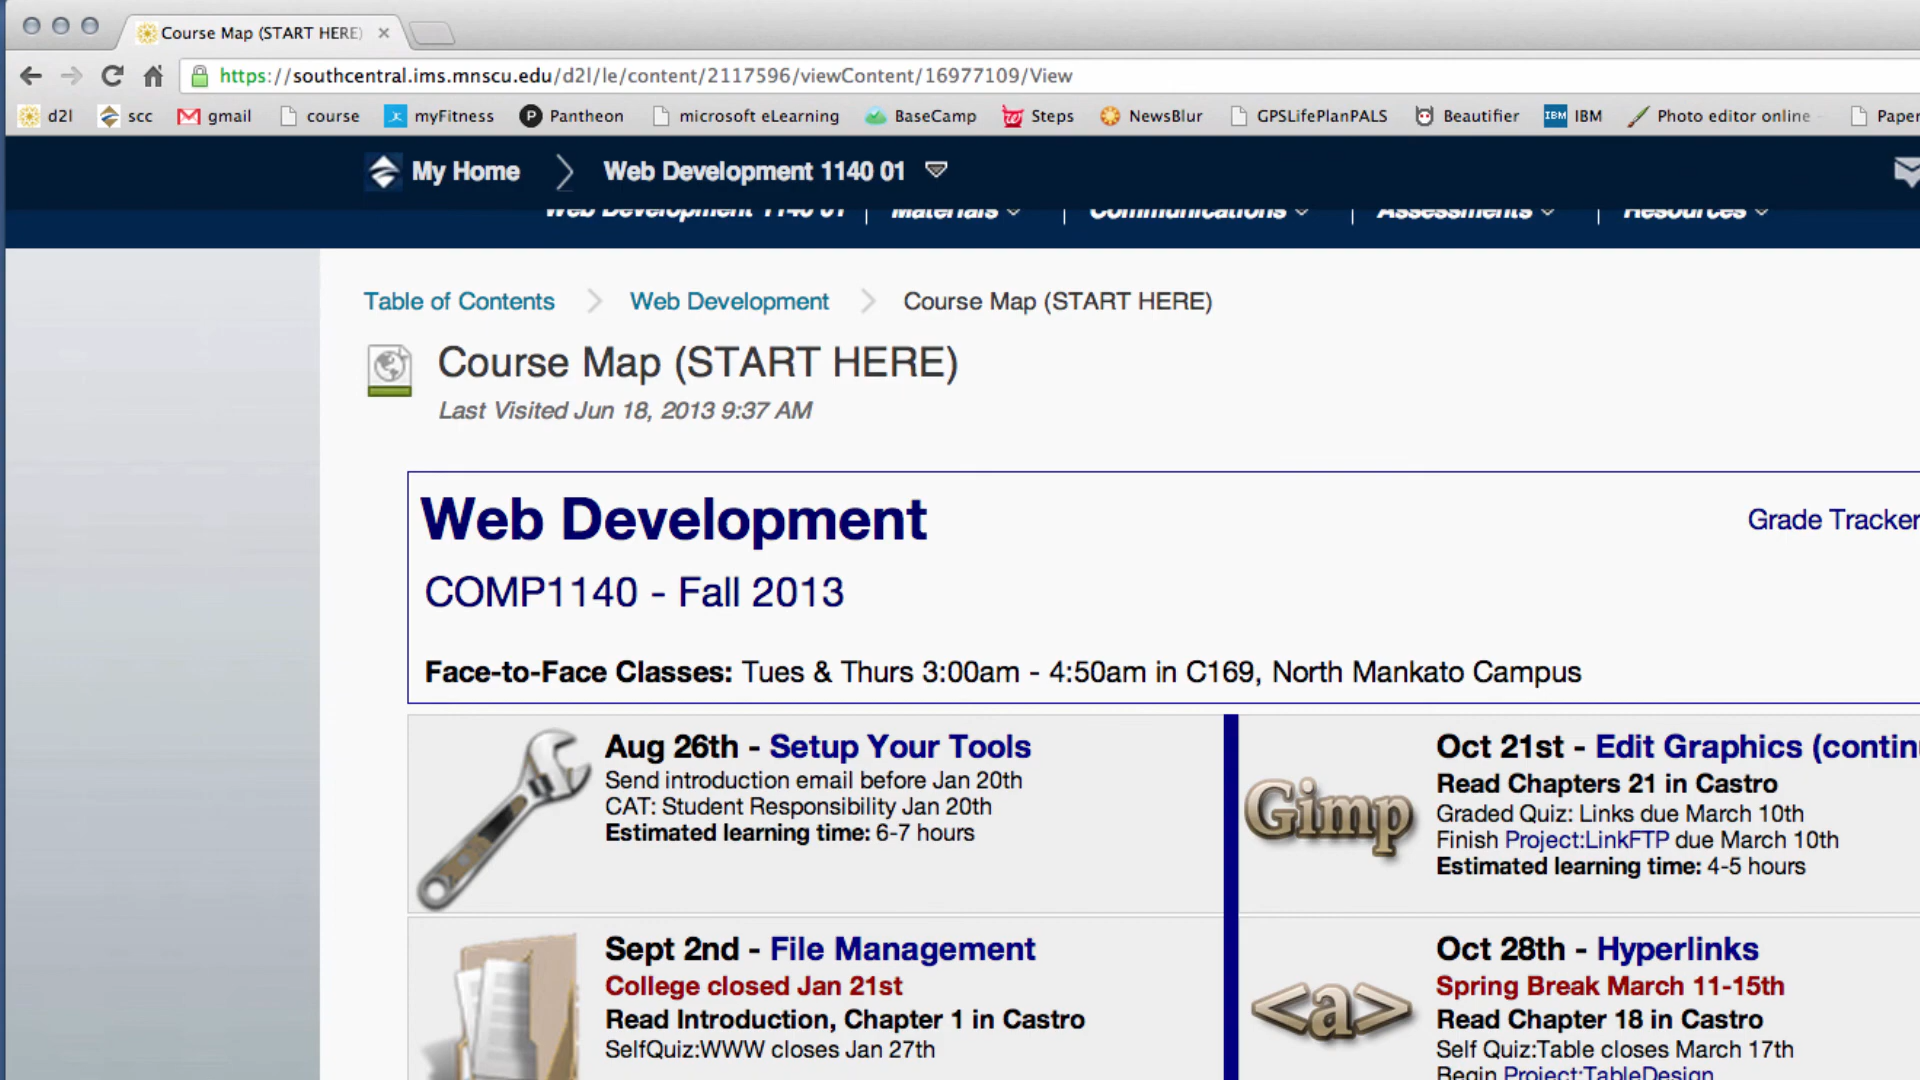 Course Map (START HERE)
https://southcentral.ims.mnscu.edu/d2l/le/content/2117596/viewContent/16977109/View
d2l scc gmail course myFitness Pantheon microsoft eLearning BaseCamp Steps NewsBlur GPSLifePlanPALS Beautifier IBM IBM Photo editor online Paper
My Home Web Development 1140 01
Web Development 1140 01 Materials Communications Assessments Resources
Table of Contents Web Development Course Map (START HERE)
Course Map (START HERE)
Last Visited Jun 18, 2013 9:37 AM
Web Development
Grade Tracker
COMP1140 - Fall 2013
Face-to-Face Classes: Tues & Thurs 3:00am - 4:50am in C169, North Mankato Campus
Aug 26th - Setup Your Tools
Send introduction email before Jan 20th
CAT: Student Responsibility Jan 20th
Estimated learning time: 6-7 hours
Gimp
Oct 21st - Edit Graphics (contin
Read Chapters 21 in Castro
Graded Quiz: Links due March 10th
Finish Project:LinkFTP due March 10th
Estimated learning time: 4-5 hours
Sept 2nd - File Management
College closed Jan 21st
Read Introduction, Chapter 1 in Castro
SelfQuiz:WWW closes Jan 27th
<a>
Oct 28th - Hyperlinks
Spring Break March 11-15th
Read Chapter 18 in Castro
Self Quiz:Table closes March 17th
Begin Project:TableDesign